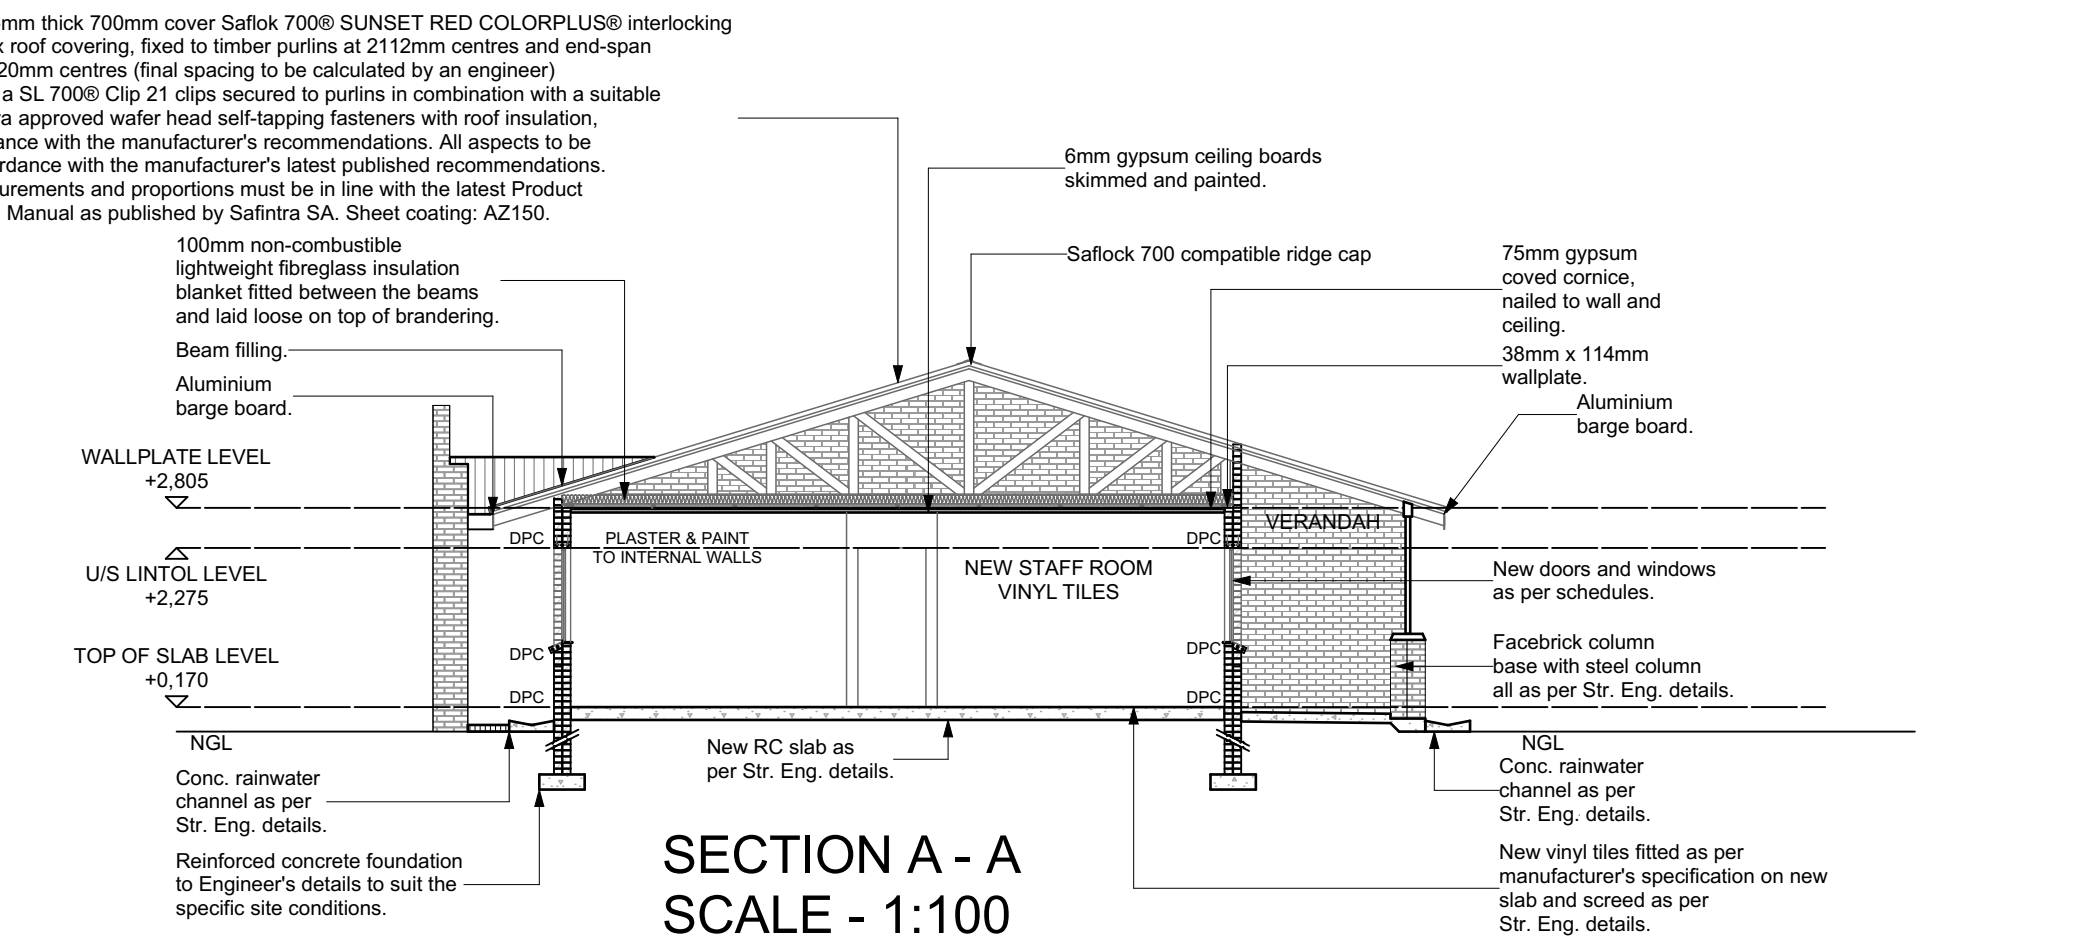 mm thick 700mm cover Saflok 700® SUNSET RED COLORPLUS® interlocking
roof covering, fixed to timber purlins at 2112mm centres and end-span
20mm centres (final spacing to be calculated by an engineer)
a SL 700® Clip 21 clips secured to purlins in combination with a suitable
approved wafer head self-tapping fasteners with roof insulation,
with the manufacturer's recommendations. All aspects to be
with the manufacturer's latest published recommendations.
and proportions must be in line with the latest Product
Manual as published by Safintra SA. Sheet coating: AZ150.
6mm gypsum ceiling boards
skimmed and painted.
100mm non-combustible
lightweight fibreglass insulation
blanket fitted between the beams
and laid loose on top of brandering.
Saflock 700 compatible ridge cap
75mm gypsum
coved cornice,
nailed to wall and
ceiling.
Beam filling.
38mm x 114mm
wallplate.
Aluminium
barge board.
Aluminium
barge board.
WALLPLATE LEVEL
+2,805
VERANDAH
DPC
PLASTER & PAINT
TO INTERNAL WALLS
DPC
U/S LINTOL LEVEL
+2,275
NEW STAFF ROOM
VINYL TILES
New doors and windows
as per schedules.
DPC
DPC
Facebrick column
base with steel column
all as per Str. Eng. details.
TOP OF SLAB LEVEL
+0,170
DPC
DPC
NGL
New RC slab as
per Str. Eng. details.
NGL
Conc. rainwater
channel as per
Str. Eng. details.
Conc. rainwater
channel as per
Str. Eng. details.
Reinforced concrete foundation
to Engineer's details to suit the
specific site conditions.
New vinyl tiles fitted as per
manufacturer's specification on new
slab and screed as per
Str. Eng. details.
SECTION A - A
SCALE - 1:100